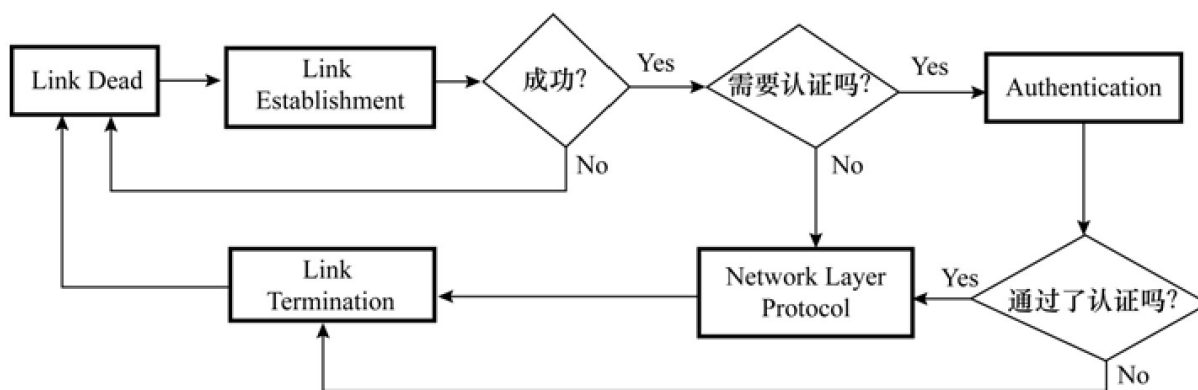 Link Dead
Link
Establishment
成功?
Yes
需要认证吗?
Yes
Authentication
No
No
Link
Termination
Network Layer
Protocol
Yes
通过了认证吗?
No